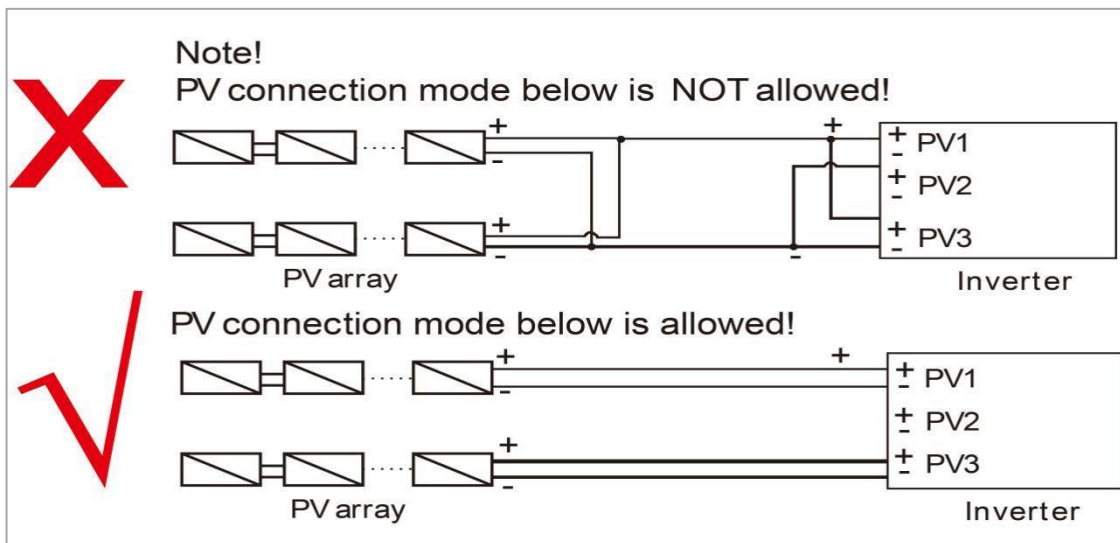 Note!
PV connection mode below is NOT allowed!
+ + + PV1
- -
+ PV2
-
+ + PV3
- - -
PV array Inverter
PV connection mode below is allowed!
+ + + PV1
- -
+ PV2
-
+ + PV3
- -
PV array Inverter